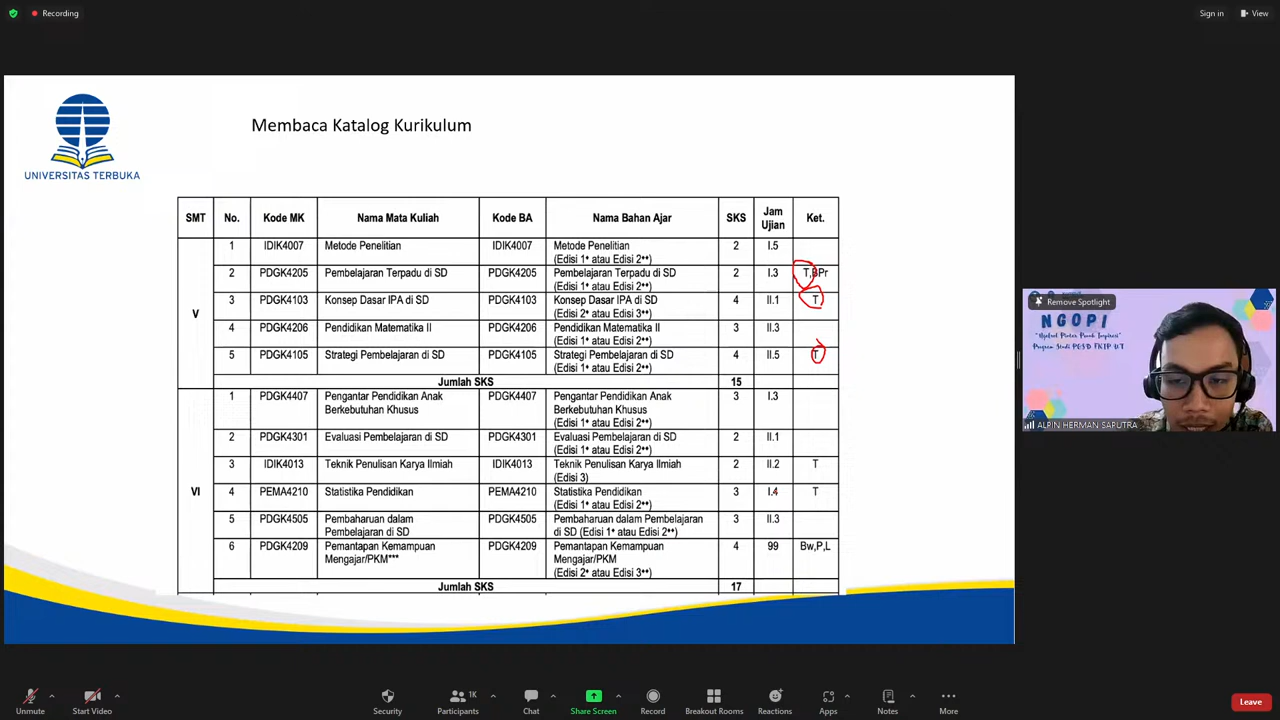 Recording
Sign in
View
UNIVERSITAS TERBUKA
Membaca Katalog Kurikulum
SMT No. Kode MK Nama Mata Kuliah Kode BA Nama Bahan Ajar SKS Jam Ujian Ket.
V
1 IDIK4007 Metode Penelitian IDIK4007 Metode Penelitian (Edisi 1* atau Edisi 2**) 2 I.5
2 PDGK4205 Pembelajaran Terpadu di SD PDGK4205 Pembelajaran Terpadu di SD (Edisi 1* atau Edisi 2**) 2 I.3 T,BPr
3 PDGK4103 Konsep Dasar IPA di SD PDGK4103 Konsep Dasar IPA di SD (Edisi 2* atau Edisi 3**) 4 II.1 T
4 PDGK4206 Pendidikan Matematika II PDGK4206 Pendidikan Matematika II (Edisi 1* atau Edisi 2**) 3 II.3
5 PDGK4105 Strategi Pembelajaran di SD PDGK4105 Strategi Pembelajaran di SD (Edisi 1* atau Edisi 2**) 4 II.5 T
Jumlah SKS 15
VI
1 PDGK4407 Pengantar Pendidikan Anak Berkebutuhan Khusus PDGK4407 Pengantar Pendidikan Anak Berkebutuhan Khusus (Edisi 1* atau Edisi 2**) 3 I.3
2 PDGK4301 Evaluasi Pembelajaran di SD PDGK4301 Evaluasi Pembelajaran di SD (Edisi 1* atau Edisi 2**) 2 II.1
3 IDIK4013 Teknik Penulisan Karya Ilmiah IDIK4013 Teknik Penulisan Karya Ilmiah (Edisi 3) 2 II.2 T
4 PEMA4210 Statistika Pendidikan PEMA4210 Statistika Pendidikan (Edisi 1* atau Edisi 2**) 3 I.4 T
5 PDGK4505 Pembaharuan dalam Pembelajaran di SD PDGK4505 Pembaharuan dalam Pembelajaran di SD (Edisi 1* atau Edisi 2**) 3 II.3
6 PDGK4209 Pemantapan Kemampuan Mengajar/PKM*** PDGK4209 Pemantapan Kemampuan Mengajar/PKM (Edisi 2* atau Edisi 3**) 4 99 Bw,P,L
Jumlah SKS 17
Remove Spotlight
NGOPI
"Ngobrol Pintar Penuh Inspirasi"
Program Studi PGSD FKIP UT
ALPIN HERMAN SAPUTRA
Unmute
Start Video
Security
Participants 1K
Chat
Share Screen
Record
Breakout Rooms
Reactions
Apps
Notes
More
Leave